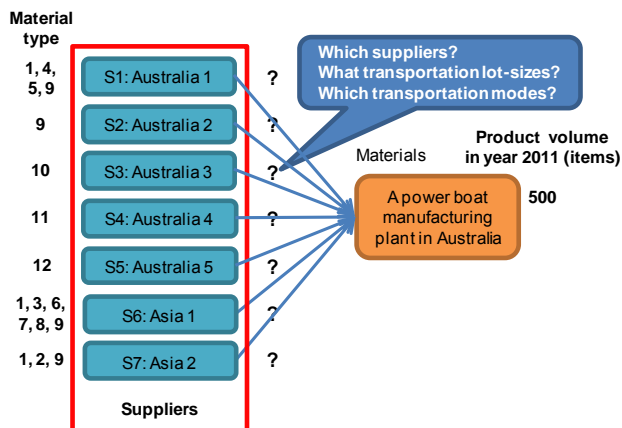 Material
type
1, 4,
5, 9
S1: Australia 1
?
Which suppliers?
What transportation lot-sizes?
Which transportation modes?
9
S2: Australia 2
?
10
S3: Australia 3
?
Materials
Product volume
in year 2011 (items)
A power boat
manufacturing
plant in Australia
500
11
S4: Australia 4
?
12
S5: Australia 5
?
1, 3, 6,
7, 8, 9
S6: Asia 1
?
1, 2, 9
S7: Asia 2
?
Suppliers